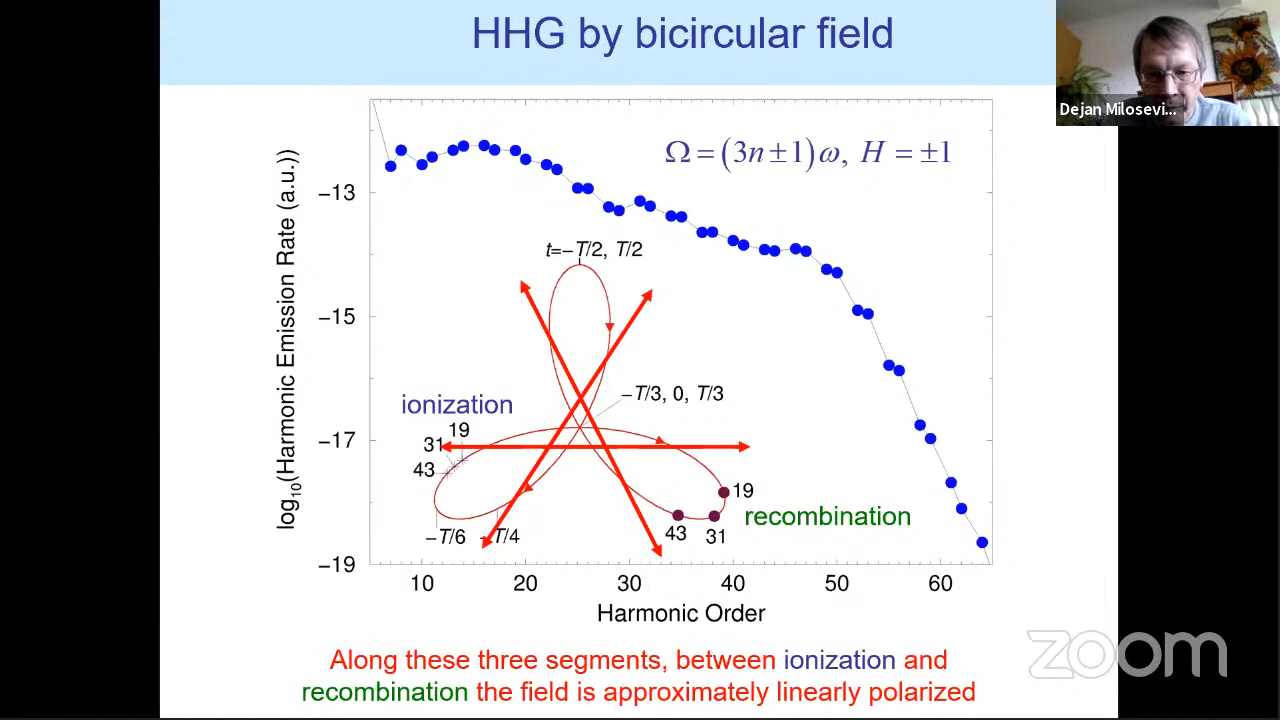 HHG by bicircular field
Dejan Milosevi...
Ω = (3n ± 1)ω, H = ±1
log10(Harmonic Emission Rate (a.u.))
−13
−15
−17
−19
t=−T/2, T/2
−T/3, 0, T/3
ionization
19
31
43
−T/6
−T/4
19
31
43
recombination
10 20 30 40 50 60
Harmonic Order
Along these three segments, between ionization and
recombination the field is approximately linearly polarized
zoom